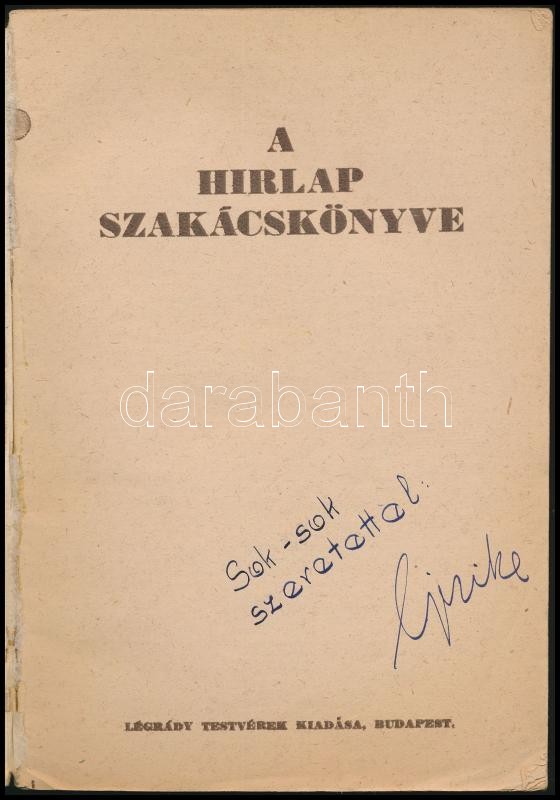 A
HIRLAP
SZAKÁCSKÖNYVE
darabanth
Sok-sok
szeretettel:
LÉGRÁDY TESTVÉREK KIADÁSA, BUDAPEST.